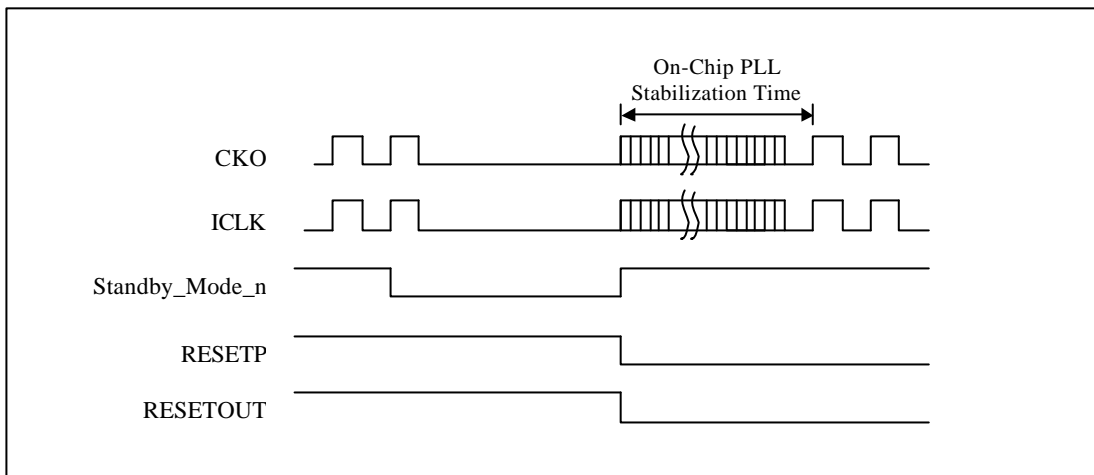 On-Chip PLL
Stabilization Time
CKO
ICLK
Standby_Mode_n
RESETP
RESETOUT